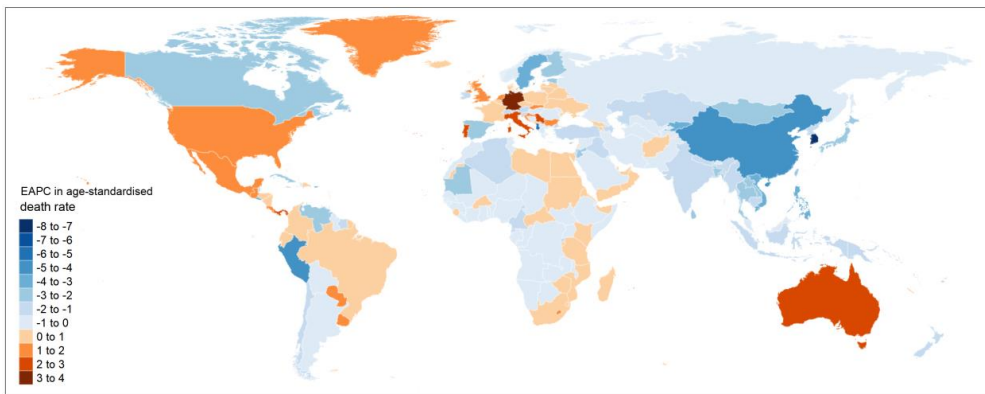 EAPC in age-standardised
death rate
-8 to -7
-7 to -6
-6 to -5
-5 to -4
-4 to -3
-3 to -2
-2 to -1
-1 to 0
0 to 1
1 to 2
2 to 3
3 to 4